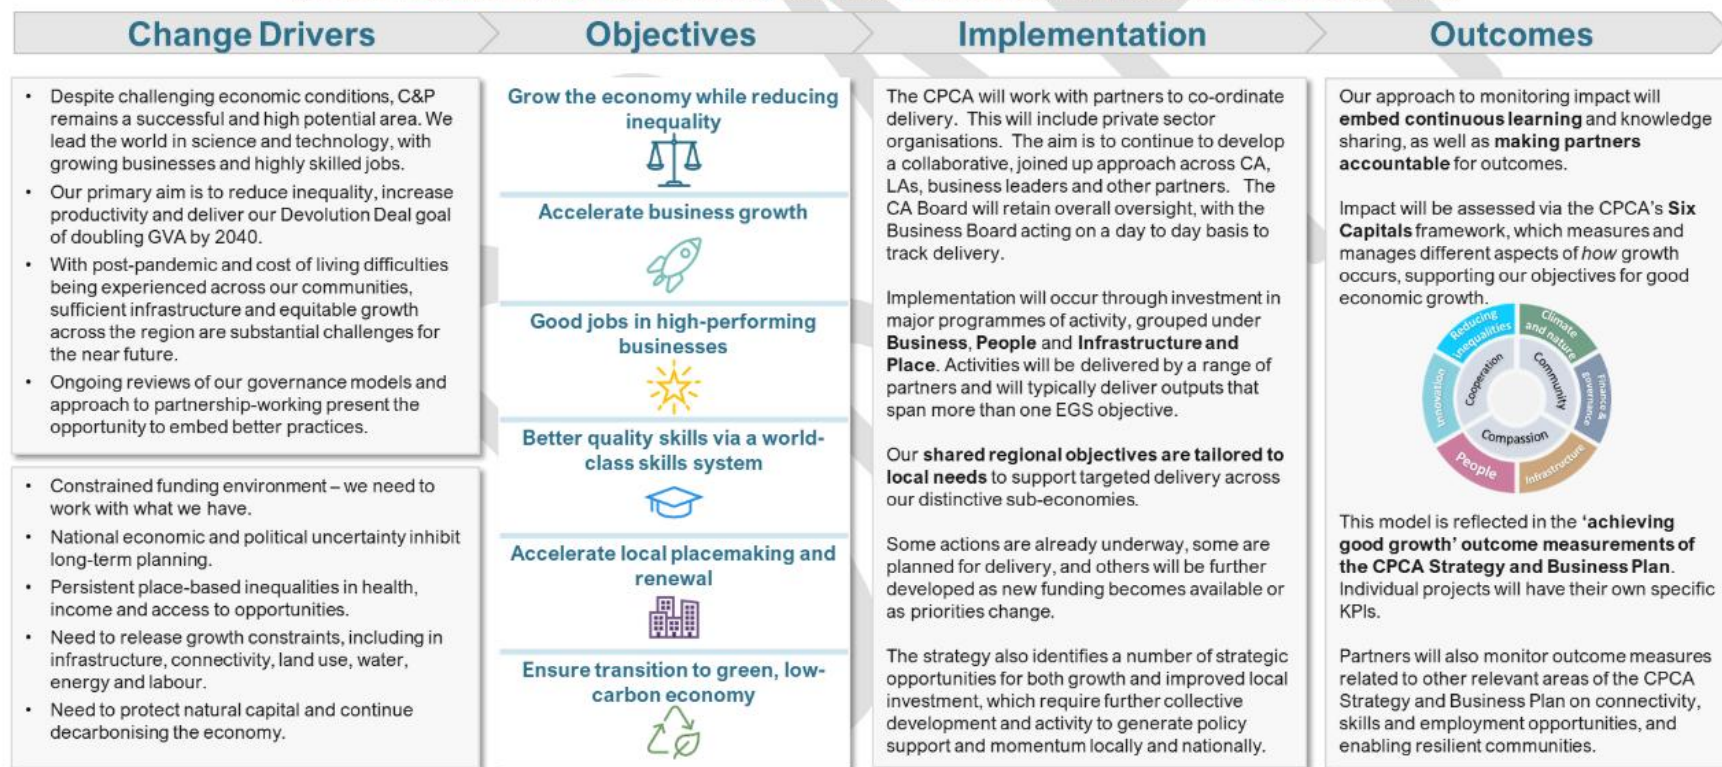 Change Drivers
Objectives
Implementation
Outcomes
• Despite challenging economic conditions, C&P
remains a successful and high potential area. We
lead the world in science and technology, with
growing businesses and highly skilled jobs.
• Our primary aim is to reduce inequality, increase
productivity and deliver our Devolution Deal goal
of doubling GVA by 2040.
• With post-pandemic and cost of living difficulties
being experienced across our communities,
sufficient infrastructure and equitable growth
across the region are substantial challenges for
the near future.
• Ongoing reviews of our governance models and
approach to partnership-working present the
opportunity to embed better practices.
• Constrained funding environment – we need to
work with what we have.
• National economic and political uncertainty inhibit
long-term planning.
• Persistent place-based inequalities in health,
income and access to opportunities.
• Need to release growth constraints, including in
infrastructure, connectivity, land use, water,
energy and labour.
• Need to protect natural capital and continue
decarbonising the economy.
Grow the economy while reducing
inequality
Accelerate business growth
Good jobs in high-performing
businesses
Better quality skills via a world-
class skills system
Accelerate local placemaking and
renewal
Ensure transition to green, low-
carbon economy
The CPCA will work with partners to co-ordinate
delivery. This will include private sector
organisations. The aim is to continue to develop
a collaborative, joined up approach across CA,
LAs, business leaders and other partners. The
CA Board will retain overall oversight, with the
Business Board acting on a day to day basis to
track delivery.
Implementation will occur through investment in
major programmes of activity, grouped under
Business, People and Infrastructure and
Place. Activities will be delivered by a range of
partners and will typically deliver outputs that
span more than one EGS objective.
Our shared regional objectives are tailored to
local needs to support targeted delivery across
our distinctive sub-economies.
Some actions are already underway, some are
planned for delivery, and others will be further
developed as new funding becomes available or
as priorities change.
The strategy also identifies a number of strategic
opportunities for both growth and improved local
investment, which require further collective
development and activity to generate policy
support and momentum locally and nationally.
Our approach to monitoring impact will
embed continuous learning and knowledge
sharing, as well as making partners
accountable for outcomes.
Impact will be assessed via the CPCA's Six
Capitals framework, which measures and
manages different aspects of how growth
occurs, supporting our objectives for good
economic growth.
Reducing
inequalities
Climate
and nature
Finance &
governance
Infrastructure
People
Innovation
Cooperation
Community
Compassion
This model is reflected in the ‘achieving
good growth’ outcome measurements of
the CPCA Strategy and Business Plan.
Individual projects will have their own specific
KPIs.
Partners will also monitor outcome measures
related to other relevant areas of the CPCA
Strategy and Business Plan on connectivity,
skills and employment opportunities, and
enabling resilient communities.